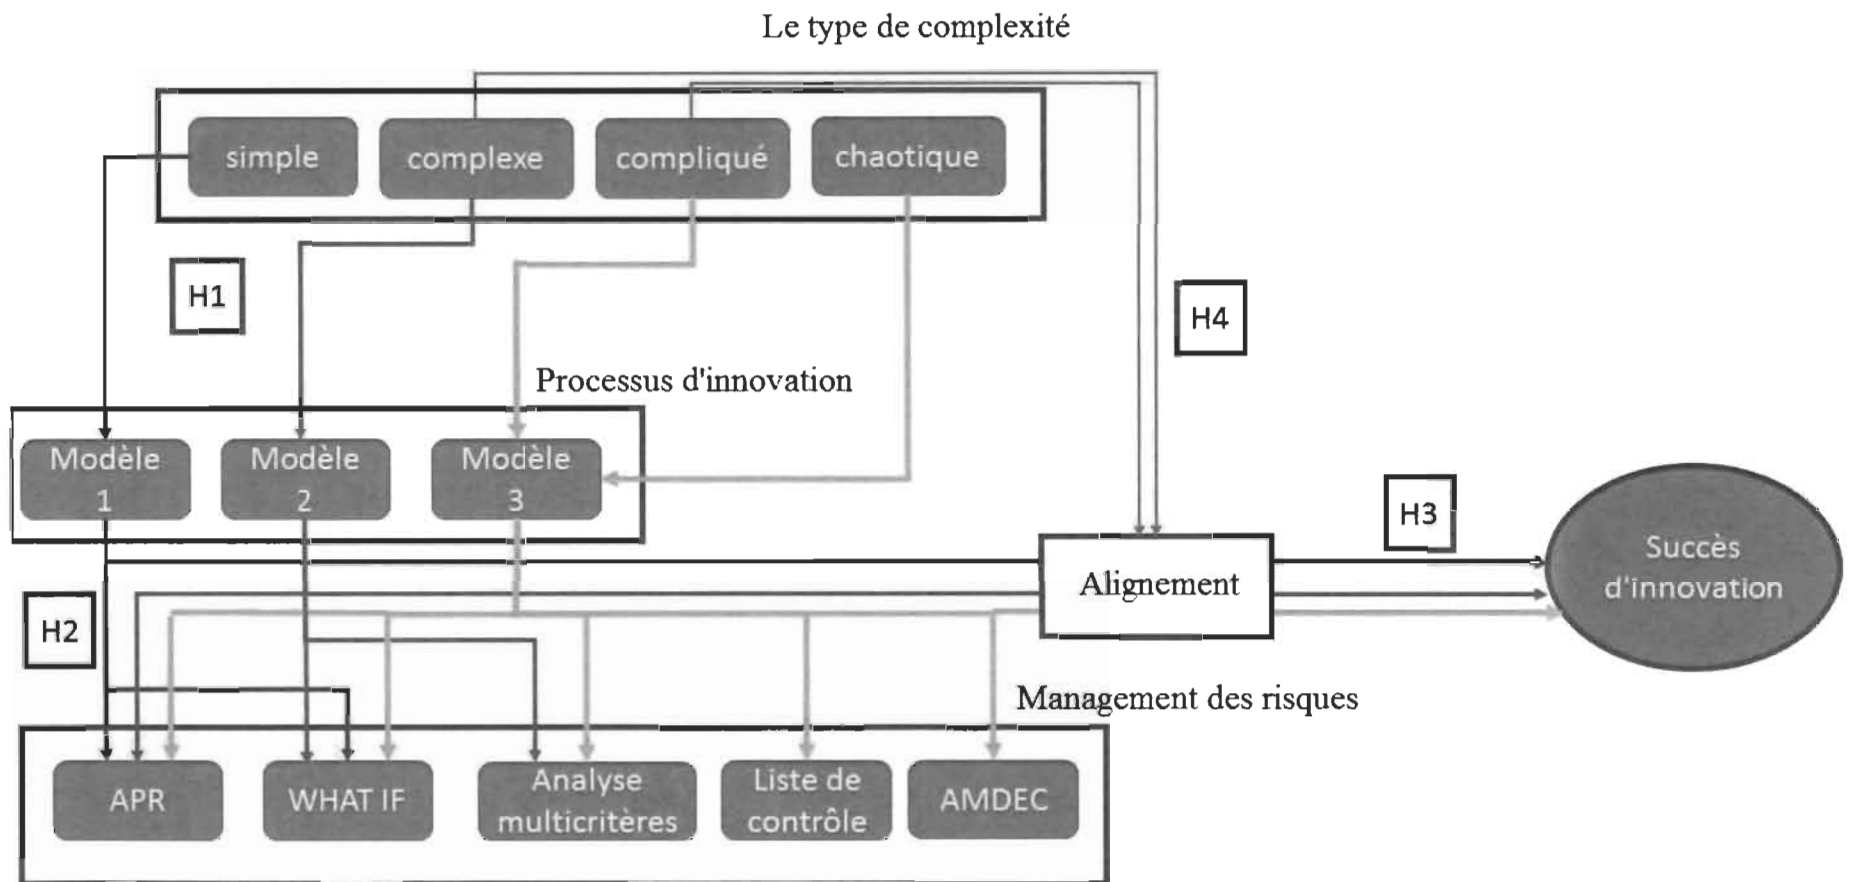 Le type de complexité
simple
complexe
compliqué
chaotique
H1
H4
Processus d'innovation
Modèle
1
Modèle
2
Modèle
3
H3
Succès
d'innovation
Alignement
H2
Management des risques
APR
WHAT IF
Analyse
multicritères
Liste de
contrôle
AMDEC